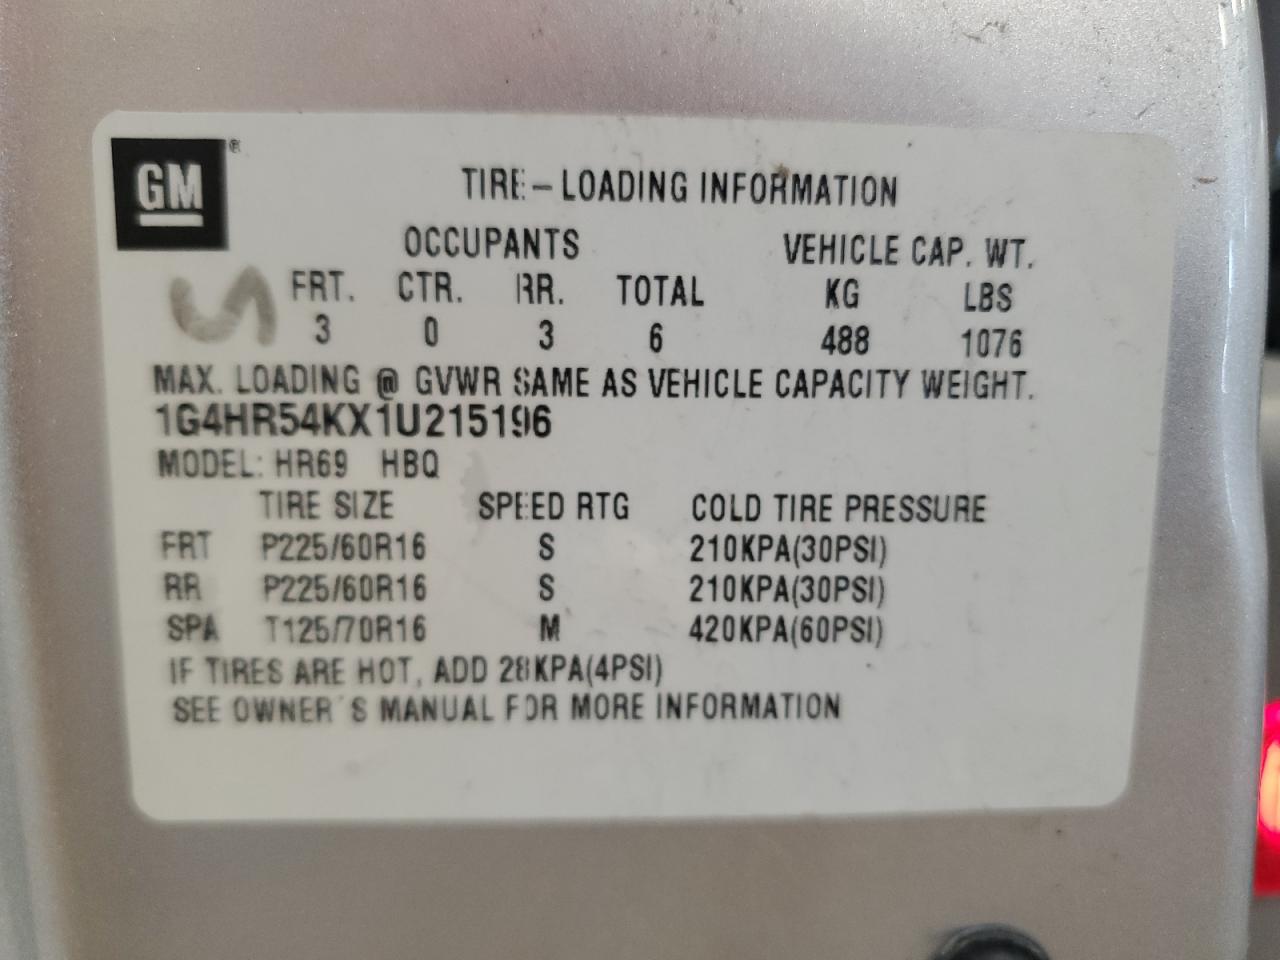 GM ®
TIRE-LOADING INFORMATION
OCCUPANTS VEHICLE CAP. WT.
FRT. CTR. RR. TOTAL KG LBS
3 0 3 6 488 1076
MAX. LOADING @ GVWR SAME AS VEHICLE CAPACITY WEIGHT.
1G4HR54KX1U215196
MODEL: HR69 HBQ
TIRE SIZE SPEED RTG COLD TIRE PRESSURE
FRT P225/60R16 S 210KPA(30PSI)
RR P225/60R16 S 210KPA(30PSI)
SPA T125/70R16 M 420KPA(60PSI)
IF TIRES ARE HOT, ADD 28KPA(4PSI)
SEE OWNER'S MANUAL FOR MORE INFORMATION